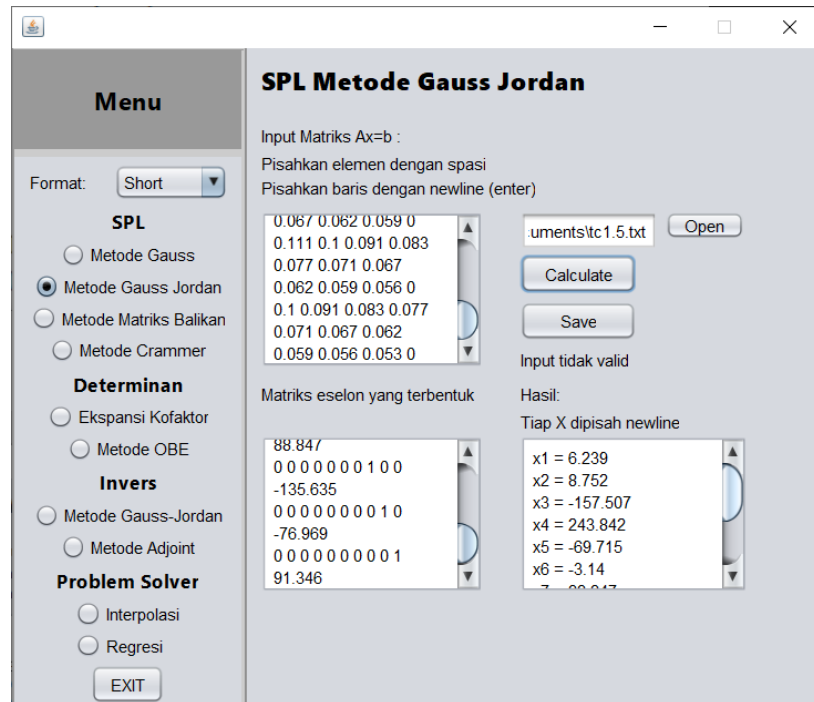 Menu
Format: Short
SPL
Metode Gauss
Metode Gauss Jordan
Metode Matriks Balikan
Metode Crammer
Determinan
Ekspansi Kofaktor
Metode OBE
Invers
Metode Gauss-Jordan
Metode Adjoint
Problem Solver
Interpolasi
Regresi
EXIT
SPL Metode Gauss Jordan
Input Matriks Ax=b :
Pisahkan elemen dengan spasi
Pisahkan baris dengan newline (enter)
0.067 0.062 0.059 0
0.111 0.1 0.091 0.083
0.077 0.071 0.067
0.062 0.059 0.056 0
0.1 0.091 0.083 0.077
0.071 0.067 0.062
0.059 0.056 0.053 0
:uments\tc1.5.txt
Open
Calculate
Save
Input tidak valid
Matriks eselon yang terbentuk
88.847
0 0 0 0 0 0 0 1 0 0
-135.635
0 0 0 0 0 0 0 0 1 0
-76.969
0 0 0 0 0 0 0 0 0 1
91.346
Hasil:
Tiap X dipisah newline
x1 = 6.239
x2 = 8.752
x3 = -157.507
x4 = 243.842
x5 = -69.715
x6 = -3.14